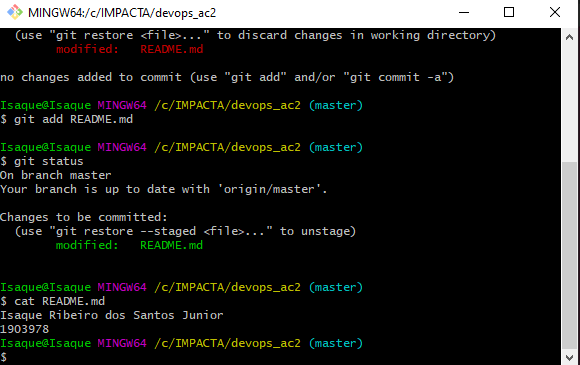 MINGW64:/c/IMPACTA/devops_ac2
(use "git restore <file>..." to discard changes in working directory)
modified:   README.md
no changes added to commit (use "git add" and/or "git commit -a")
Isaque@Isaque MINGW64 /c/IMPACTA/devops_ac2 (master)
$ git add README.md
Isaque@Isaque MINGW64 /c/IMPACTA/devops_ac2 (master)
$ git status
On branch master
Your branch is up to date with 'origin/master'.
Changes to be committed:
(use "git restore --staged <file>..." to unstage)
modified:   README.md
Isaque@Isaque MINGW64 /c/IMPACTA/devops_ac2 (master)
$ cat README.md
Isaque Ribeiro dos Santos Junior
1903978
Isaque@Isaque MINGW64 /c/IMPACTA/devops_ac2 (master)
$